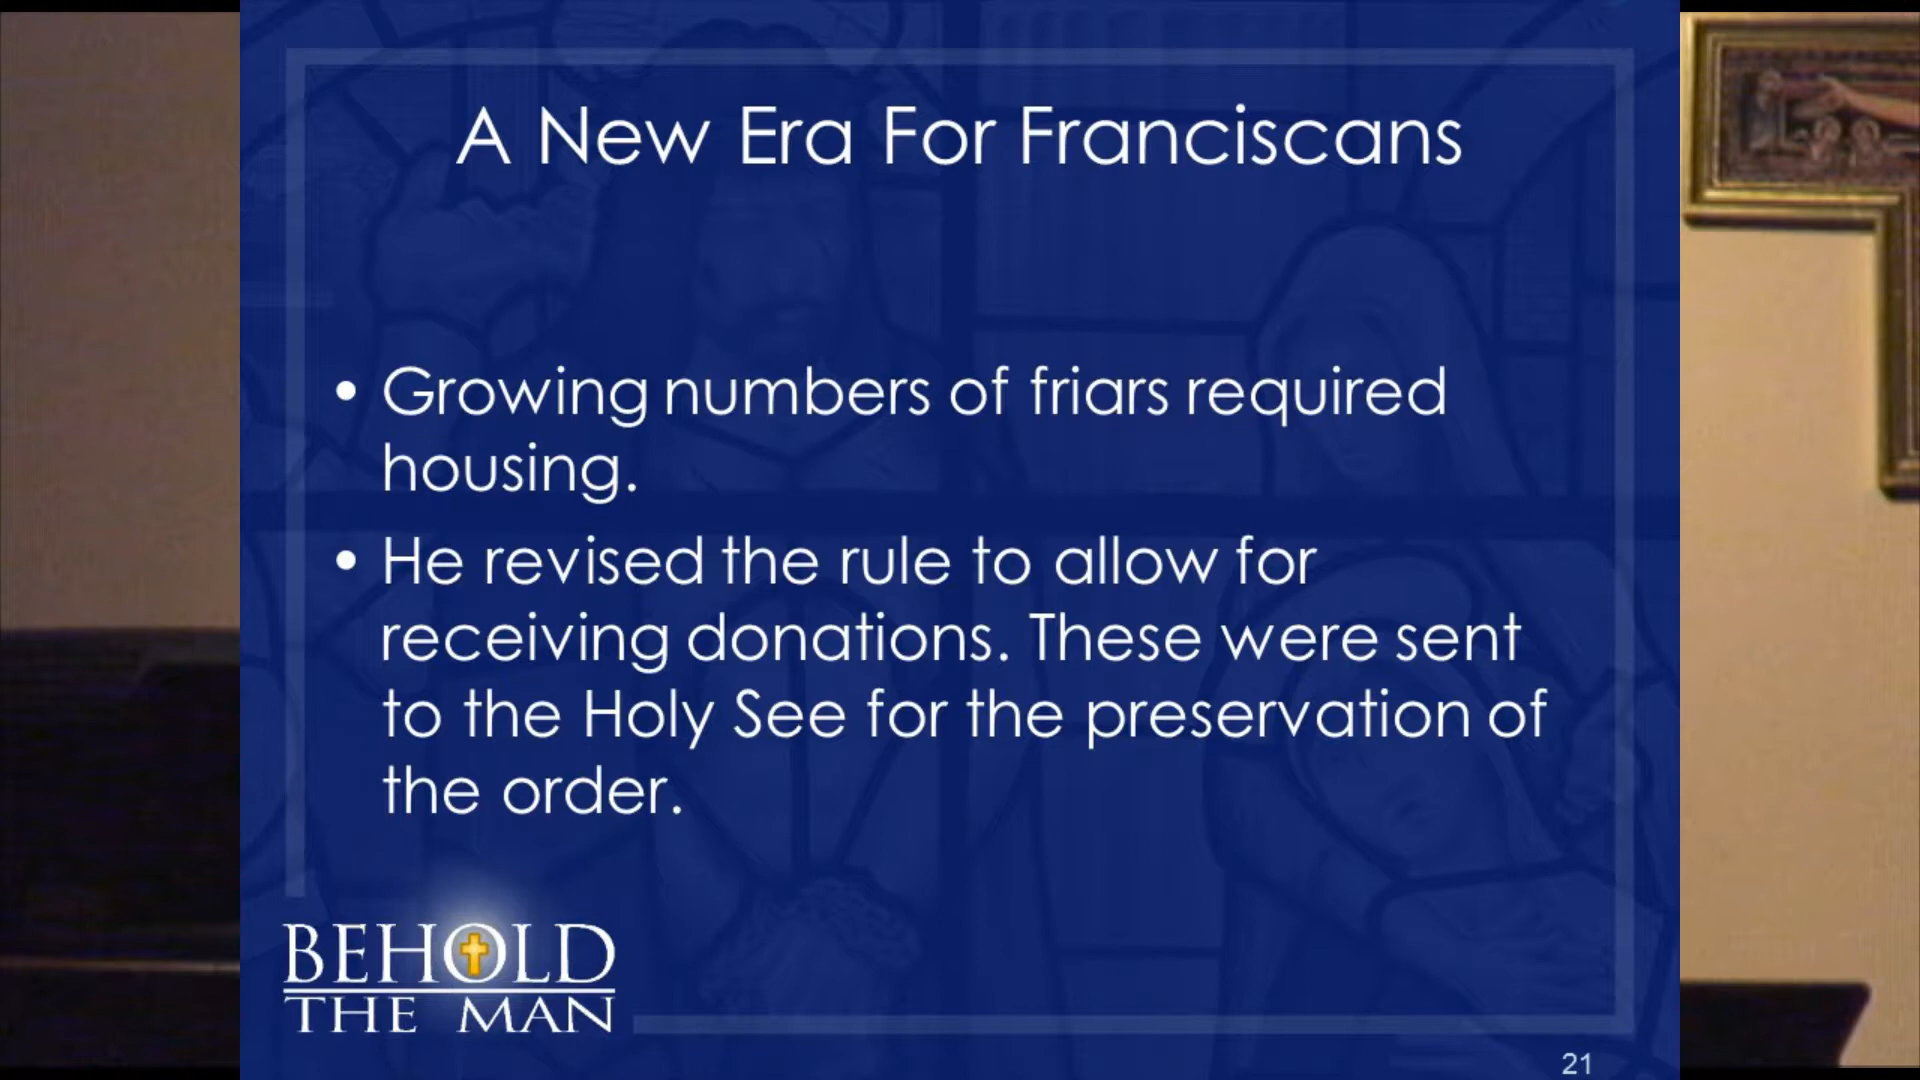 A New Era For Franciscans
• Growing numbers of friars required
housing.
• He revised the rule to allow for
receiving donations. These were sent
to the Holy See for the preservation of
the order.
BEHOLD
THE MAN
21